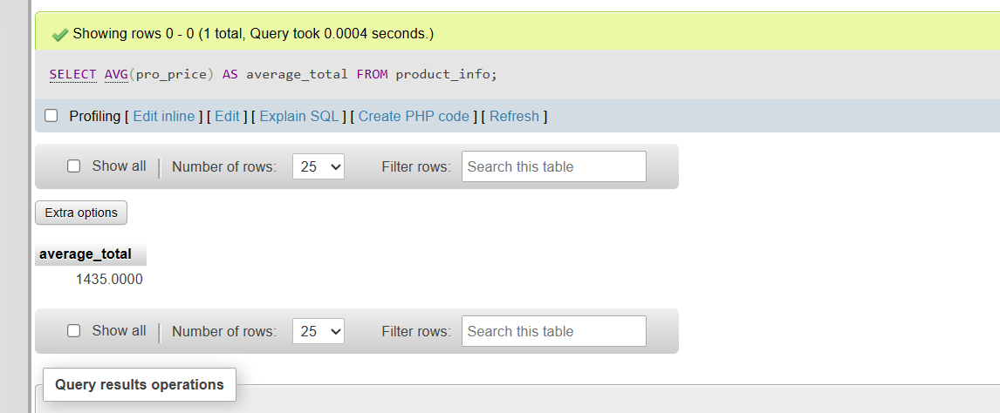 Showing rows 0 - 0 (1 total, Query took 0.0004 seconds.)
SELECT AVG(pro_price) AS average_total FROM product_info;
Profiling [ Edit inline ] [ Edit ] [ Explain SQL ] [ Create PHP code ] [ Refresh ]
Show all Number of rows: 25 Filter rows: Search this table
Extra options
average_total
1435.0000
Show all Number of rows: 25 Filter rows: Search this table
Query results operations